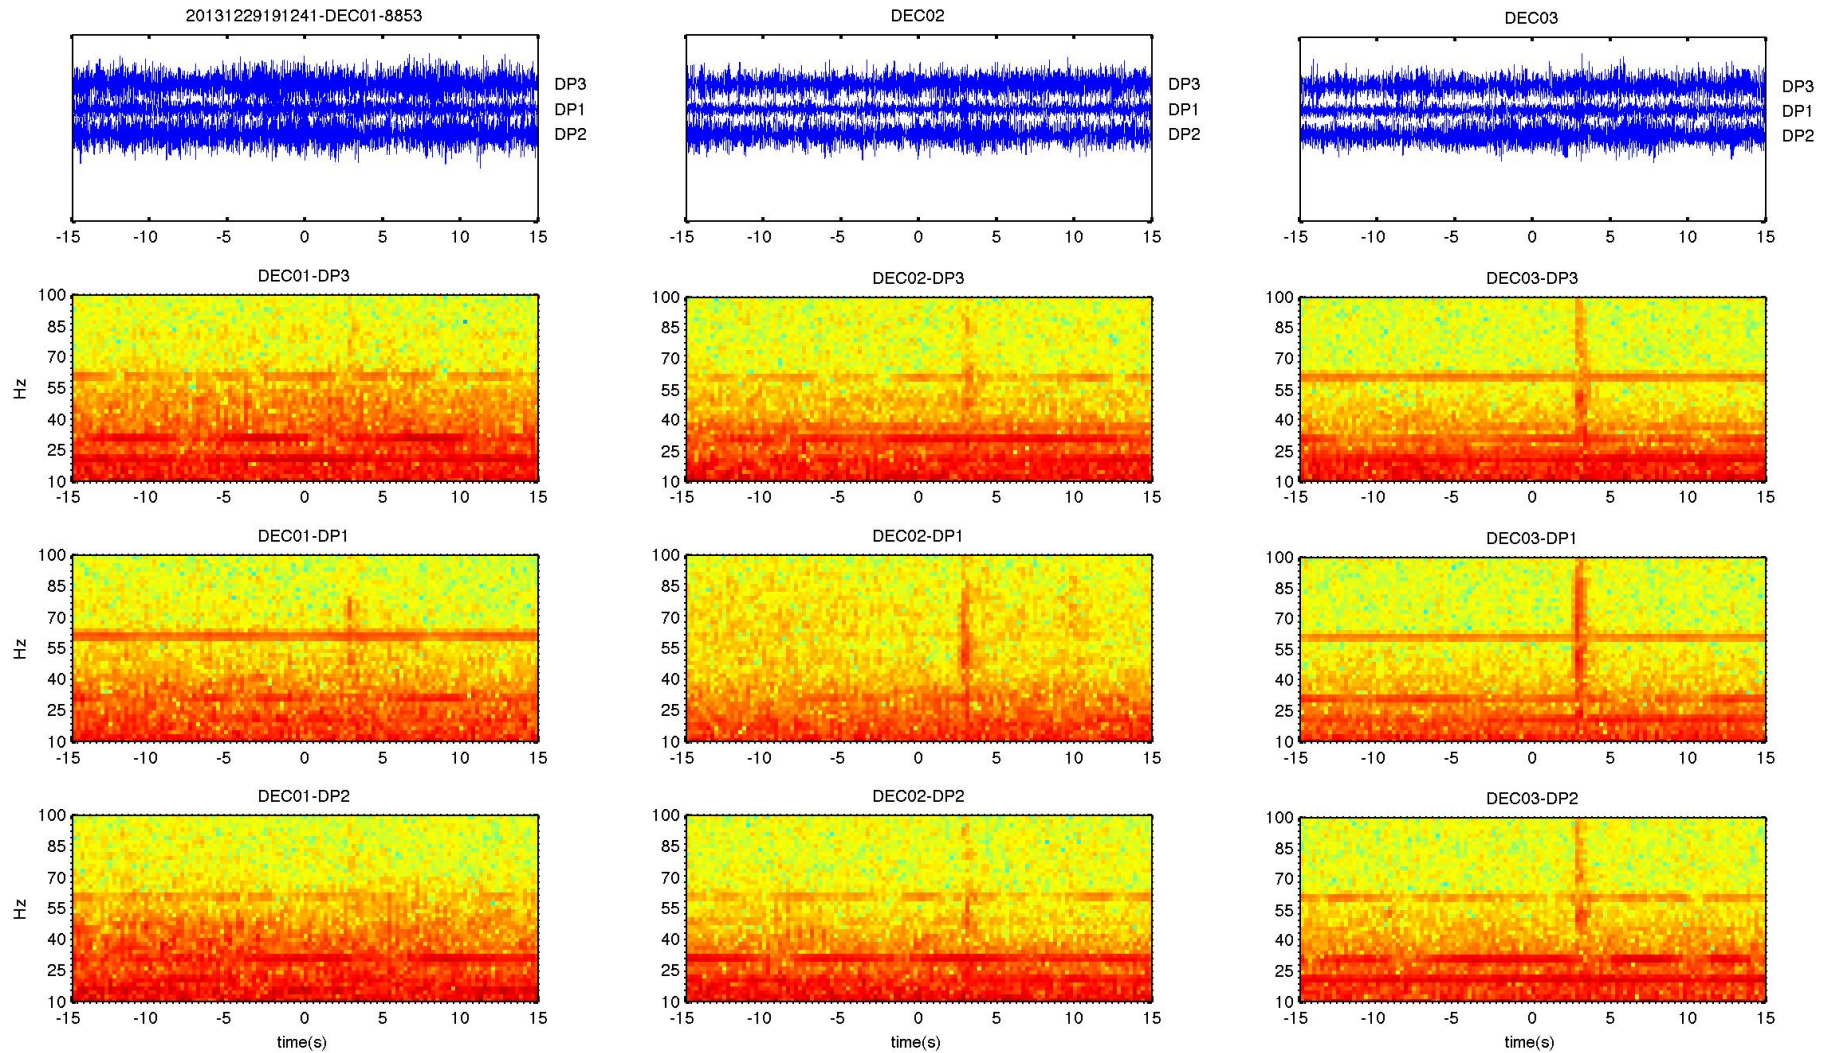 20131229191241-DEC01-8853 DEC02 DEC03
DP3 DP3 DP3
DP1 DP1 DP1
DP2 DP2 DP2
-15 -10 -5 0 5 10 15 -15 -10 -5 0 5 10 15 -15 -10 -5 0 5 10 15
DEC01-DP3 DEC02-DP3 DEC03-DP3
100 100 100
85 85 85
70 70 70
Hz
55 55 55
40 40 40
25 25 25
10 10 10
-15 -10 -5 0 5 10 15 -15 -10 -5 0 5 10 15 -15 -10 -5 0 5 10 15
DEC01-DP1 DEC02-DP1 DEC03-DP1
100 100 100
85 85 85
70 70 70
Hz
55 55 55
40 40 40
25 25 25
10 10 10
-15 -10 -5 0 5 10 15 -15 -10 -5 0 5 10 15 -15 -10 -5 0 5 10 15
DEC01-DP2 DEC02-DP2 DEC03-DP2
100 100 100
85 85 85
70 70 70
Hz
55 55 55
40 40 40
25 25 25
10 10 10
-15 -10 -5 0 5 10 15 -15 -10 -5 0 5 10 15 -15 -10 -5 0 5 10 15
time(s) time(s) time(s)